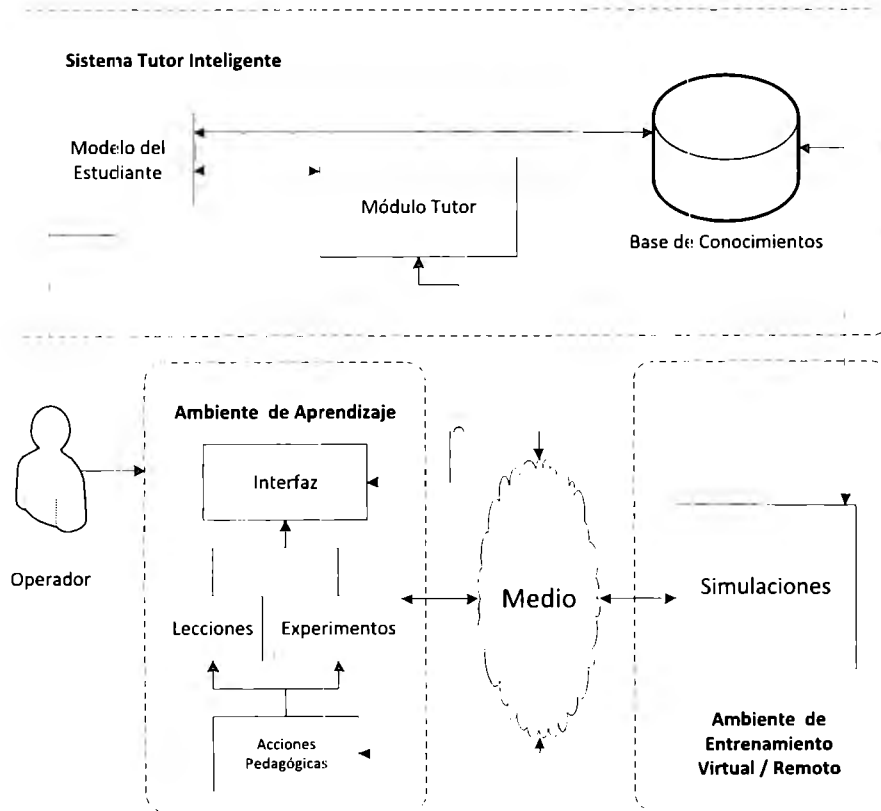 Sistema Tutor Inteligente
Modelo del
Estudiante
Módulo Tutor
Base de Conocimientos
Ambiente de Aprendizaje
Interfaz
Operador
Lecciones
Experimentos
Acciones
Pedagógicas
Medio
Simulaciones
Ambiente de
Entrenamiento
Virtual / Remoto